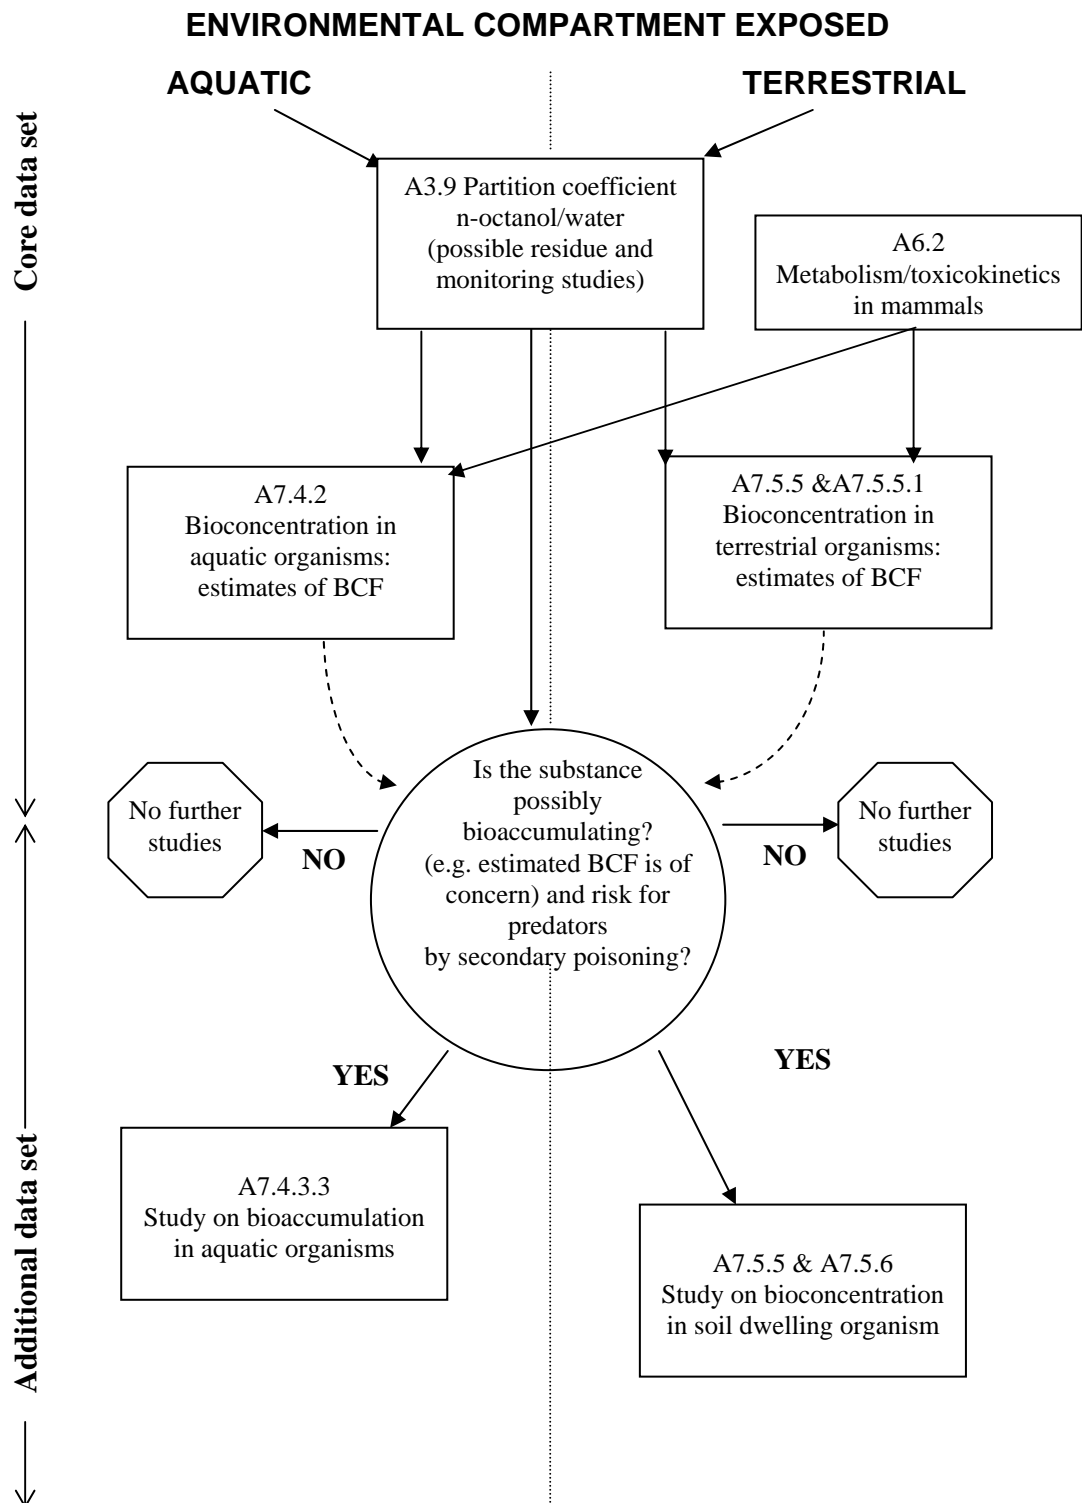 ENVIRONMENTAL COMPARTMENT EXPOSED
AQUATIC
TERRESTRIAL
Core data set
A3.9 Partition coefficient
n-octanol/water
(possible residue and
monitoring studies)
A6.2
Metabolism/toxicokinetics
in mammals
A7.4.2
Bioconcentration in
aquatic organisms:
estimates of BCF
A7.5.5 &A7.5.5.1
Bioconcentration in
terrestrial organisms:
estimates of BCF
Is the substance
possibly
bioaccumulating?
(e.g. estimated BCF is of
concern) and risk for
predators
by secondary poisoning?
No further
studies
NO
NO
No further
studies
YES
YES
Additional data set
A7.4.3.3
Study on bioaccumulation
in aquatic organisms
A7.5.5 & A7.5.6
Study on bioconcentration
in soil dwelling organism